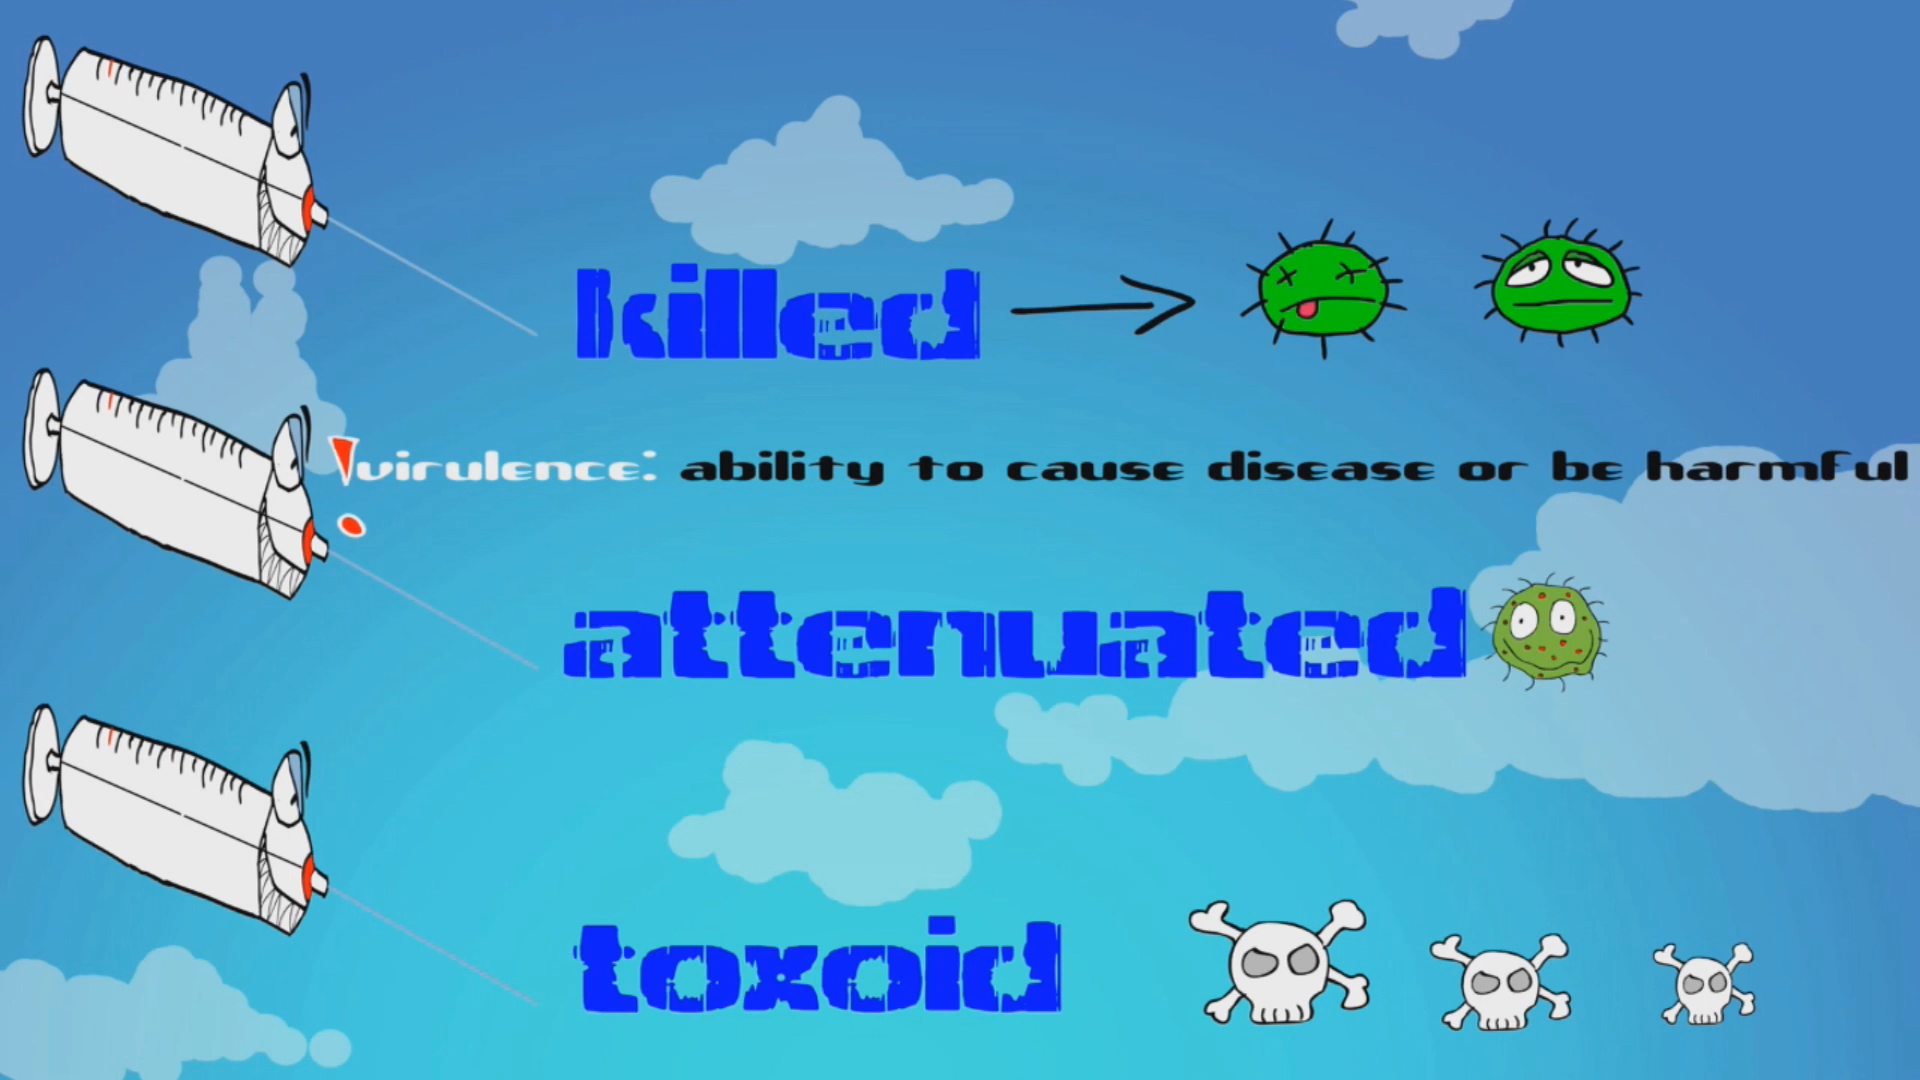 killed
virulence: ability to cause disease or be harmful
attenuated
toxoid